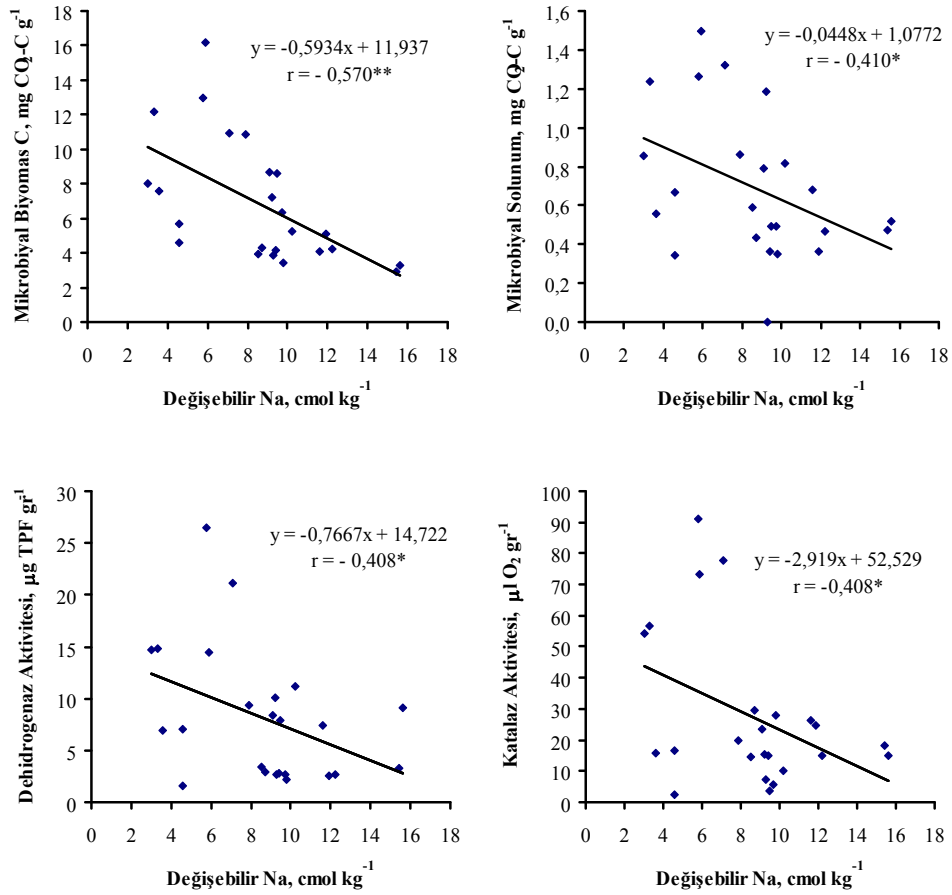 Mikrobiyal Biyomas C, mg CO2-C g-1
18
16
14
12
10
8
6
4
2
0
y = -0,5934x + 11,937
r = - 0,570**
0 2 4 6 8 10 12 14 16 18
Değişebilir Na, cmol kg-1
Mikrobiyal Solunum, mg CO2-C g-1
1,6
1,4
1,2
1,0
0,8
0,6
0,4
0,2
0,0
y = -0,0448x + 1,0772
r = - 0,410*
0 2 4 6 8 10 12 14 16 18
Değişebilir Na, cmol kg-1
Dehidrogenaz Aktivitesi, µg TPF gr-1
30
25
20
15
10
5
0
y = -0,7667x + 14,722
r = - 0,408*
0 2 4 6 8 10 12 14 16 18
Değişebilir Na, cmol kg-1
Katalaz Aktivitesi, µl O2 gr-1
100
90
80
70
60
50
40
30
20
10
0
y = -2,919x + 52,529
r = -0,408*
0 2 4 6 8 10 12 14 16 18
Değişebilir Na, cmol kg-1